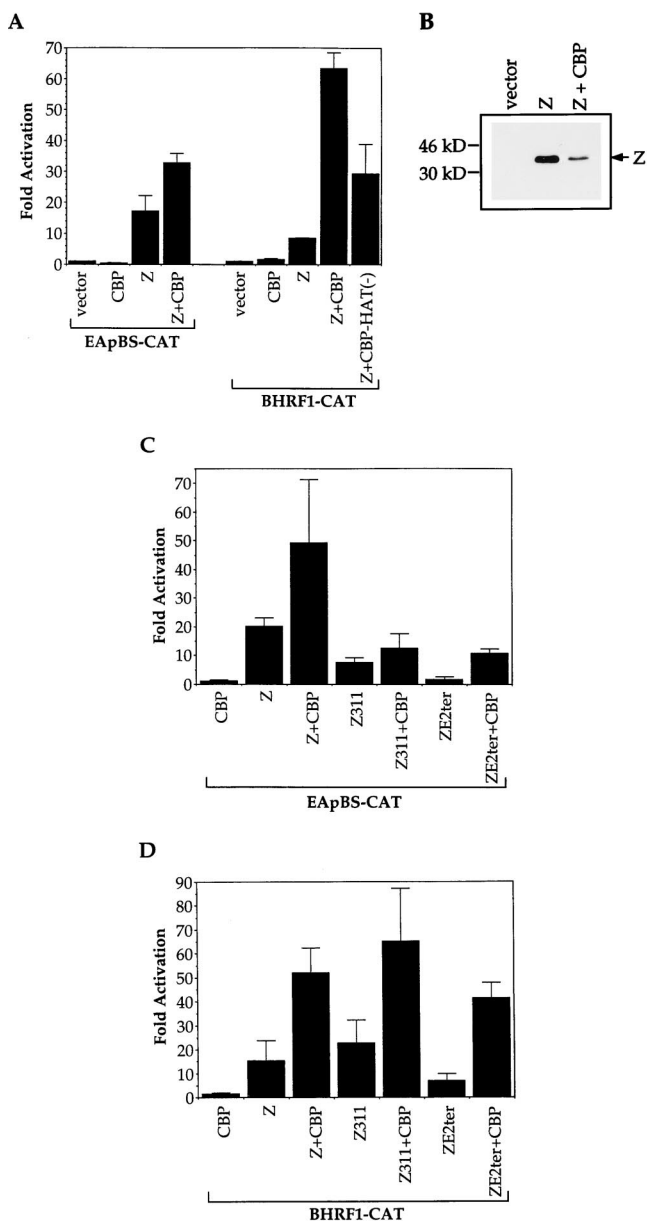 A
Fold Activation
70
60
50
40
30
20
10
0
vector
CBP
Z
Z+CBP
vector
CBP
Z
Z+CBP
Z+CBP-HAT(-)
EApBS-CAT
BHRF1-CAT
B
vector
Z
Z + CBP
46 kD
30 kD
Z
C
Fold Activation
70
60
50
40
30
20
10
0
CBP
Z
Z+CBP
Z311
Z311+CBP
ZE2ter
ZE2ter+CBP
EApBS-CAT
D
Fold Activation
90
80
70
60
50
40
30
20
10
0
CBP
Z
Z+CBP
Z311
Z311+CBP
ZE2ter
ZE2ter+CBP
BHRF1-CAT